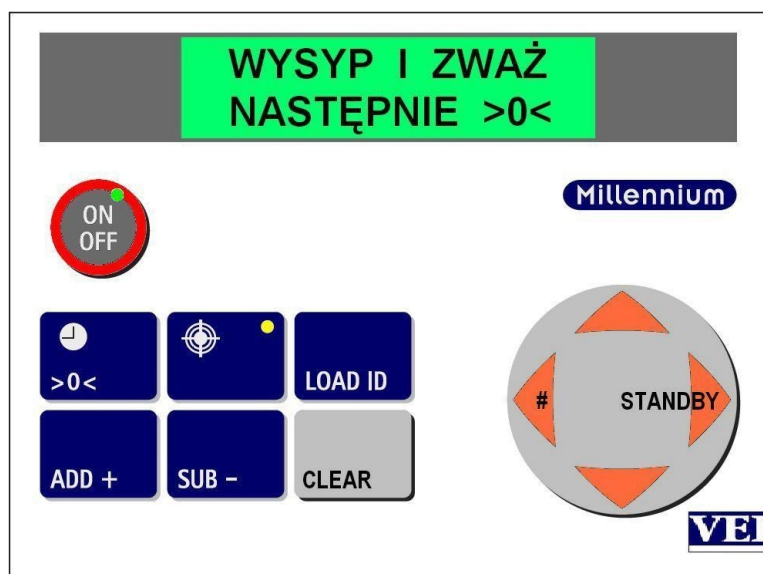 WYSYP I ZWAŻ
NASTĘPNIE >0<
ON
OFF
Millennium
>0<
LOAD ID
ADD +
SUB -
CLEAR
#
STANDBY